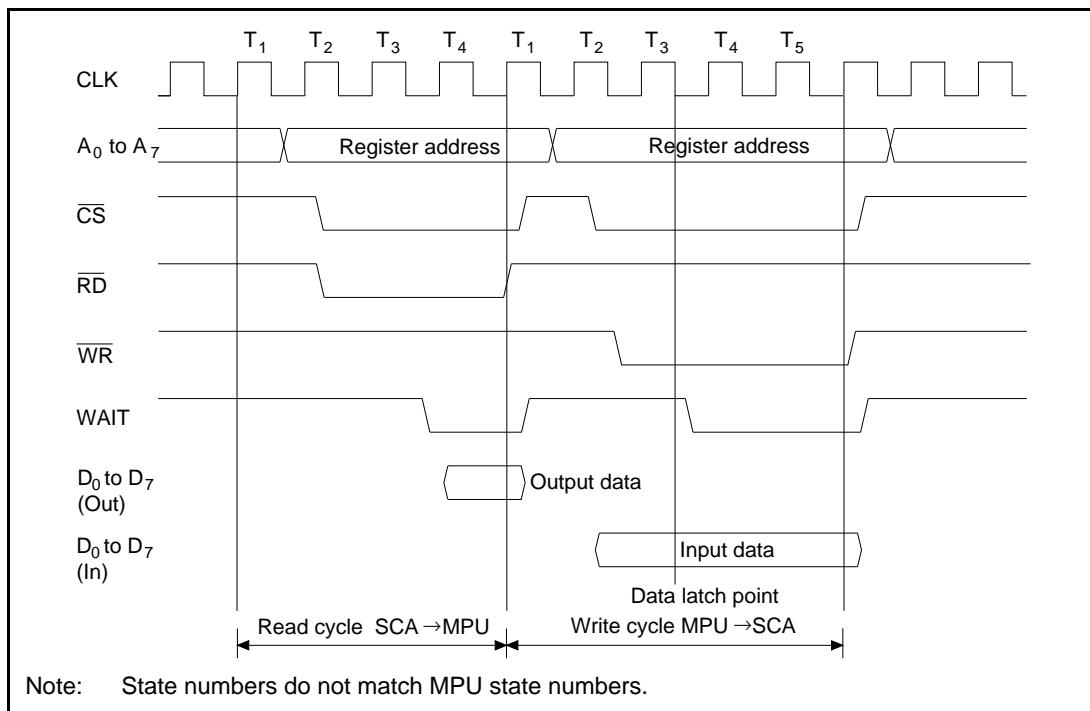 T1 T2 T3 T4 T1 T2 T3 T4 T5
CLK
A0 to A7 Register address Register address
CS
RD
WR
WAIT
D0 to D7
(Out) Output data
D0 to D7
(In) Input data
Data latch point
Read cycle SCA →MPU Write cycle MPU →SCA
Note: State numbers do not match MPU state numbers.